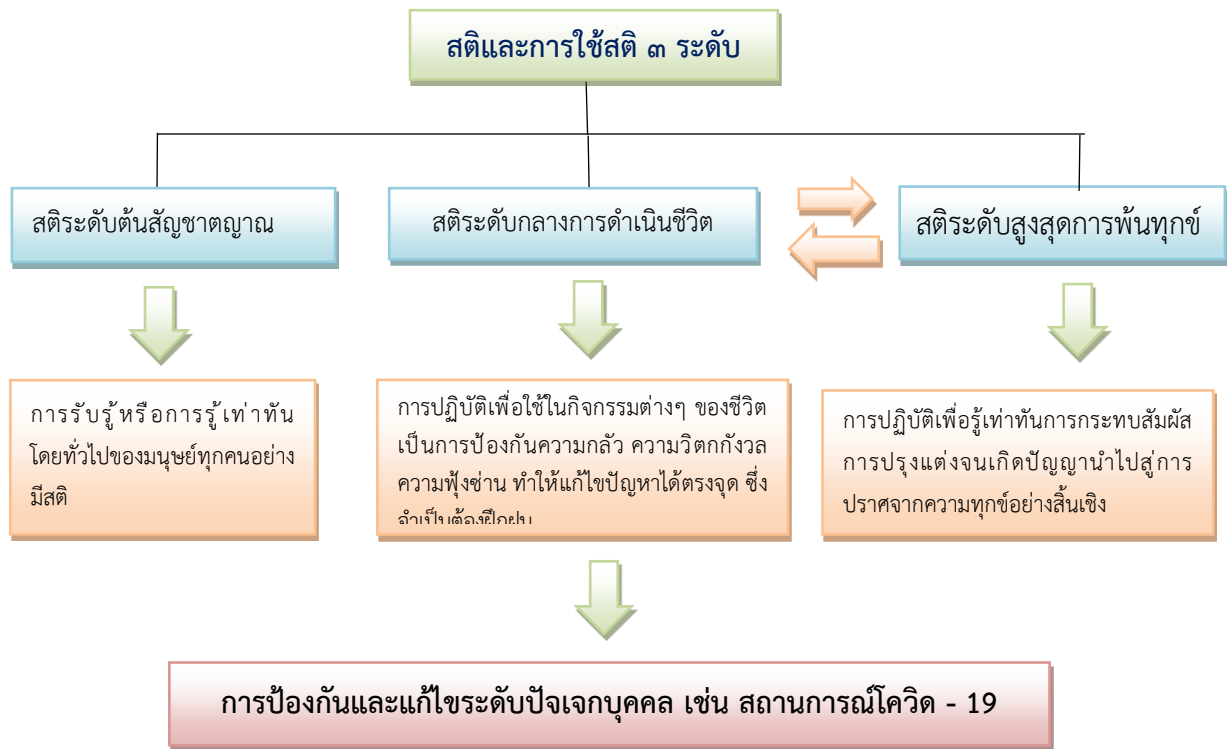 สติและการใช้สติ ๓ ระดับ
สติระดับต้นสัญชาตญาณ
สติระดับกลางการดำเนินชีวิต
สติระดับสูงสุดการพ้นทุกข์
การรับรู้หรือการรู้เท่าทัน
โดยทั่วไปของมนุษย์ทุกคนอย่าง
มีสติ
การปฏิบัติเพื่อใช้ในกิจกรรมต่างๆ ของชีวิต
เป็นการป้องกันความกลัว ความวิตกกังวล
ความฟุ้งซ่าน ทำให้แก้ไขปัญหาได้ตรงจุด ซึ่ง
จำเป็นต้องฝึกฝน
การปฏิบัติเพื่อรู้เท่าทันการกระทบสัมผัส
การปรุงแต่งจนเกิดปัญญานำไปสู่การ
ปราศจากความทุกข์อย่างสิ้นเชิง
การป้องกันและแก้ไขระดับปัจเจกบุคคล เช่น สถานการณ์โควิด - 19